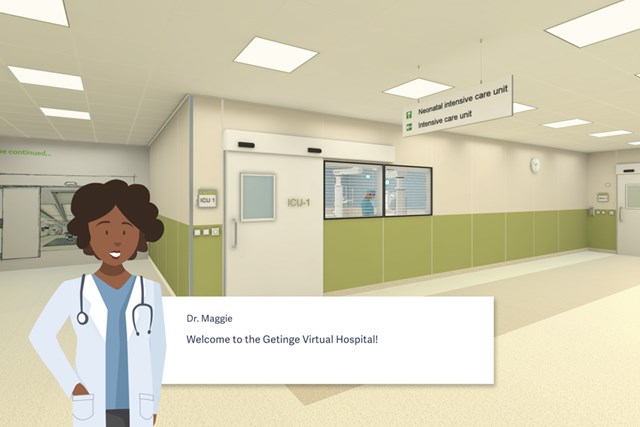 Neonatal intensive care unit
Intensive care unit
be continued...
ICU 1
ICU-1
Dr. Maggie
Welcome to the Getinge Virtual Hospital!